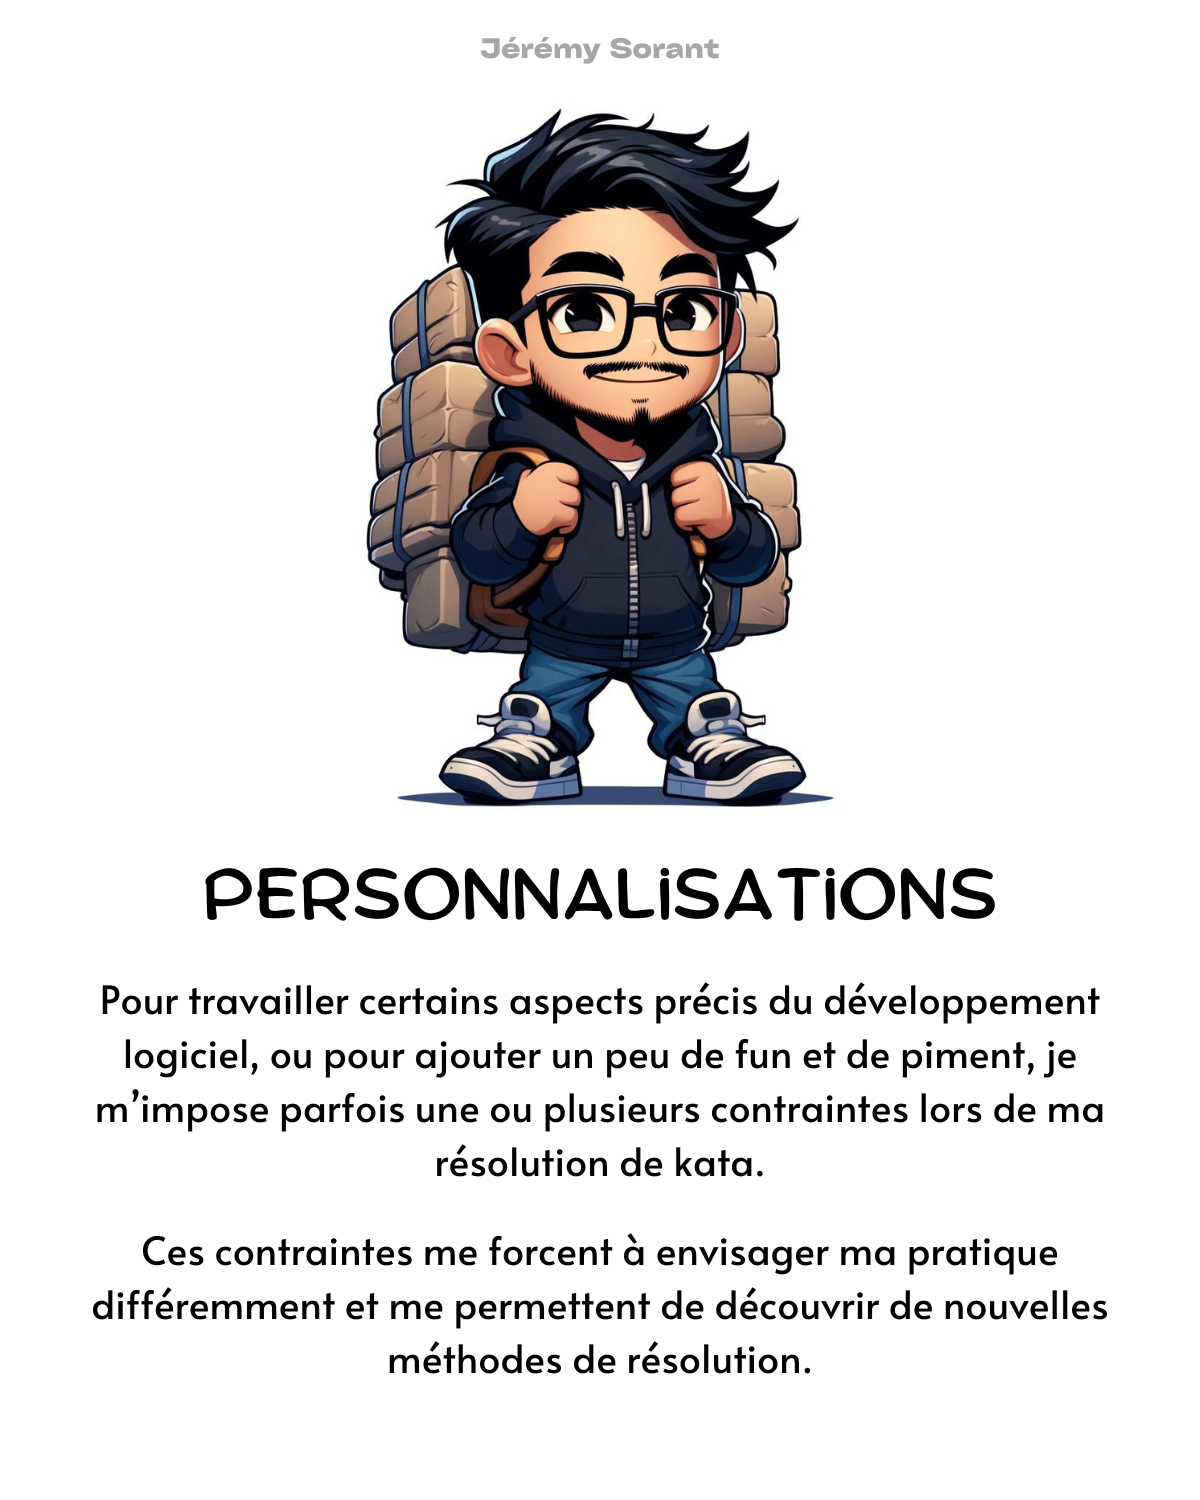 Jérémy Sorant
PERSONNALiSATiONS
Pour travailler certains aspects précis du développement
logiciel, ou pour ajouter un peu de fun et de piment, je
m’impose parfois une ou plusieurs contraintes lors de ma
résolution de kata.
Ces contraintes me forcent à envisager ma pratique
différemment et me permettent de découvrir de nouvelles
méthodes de résolution.